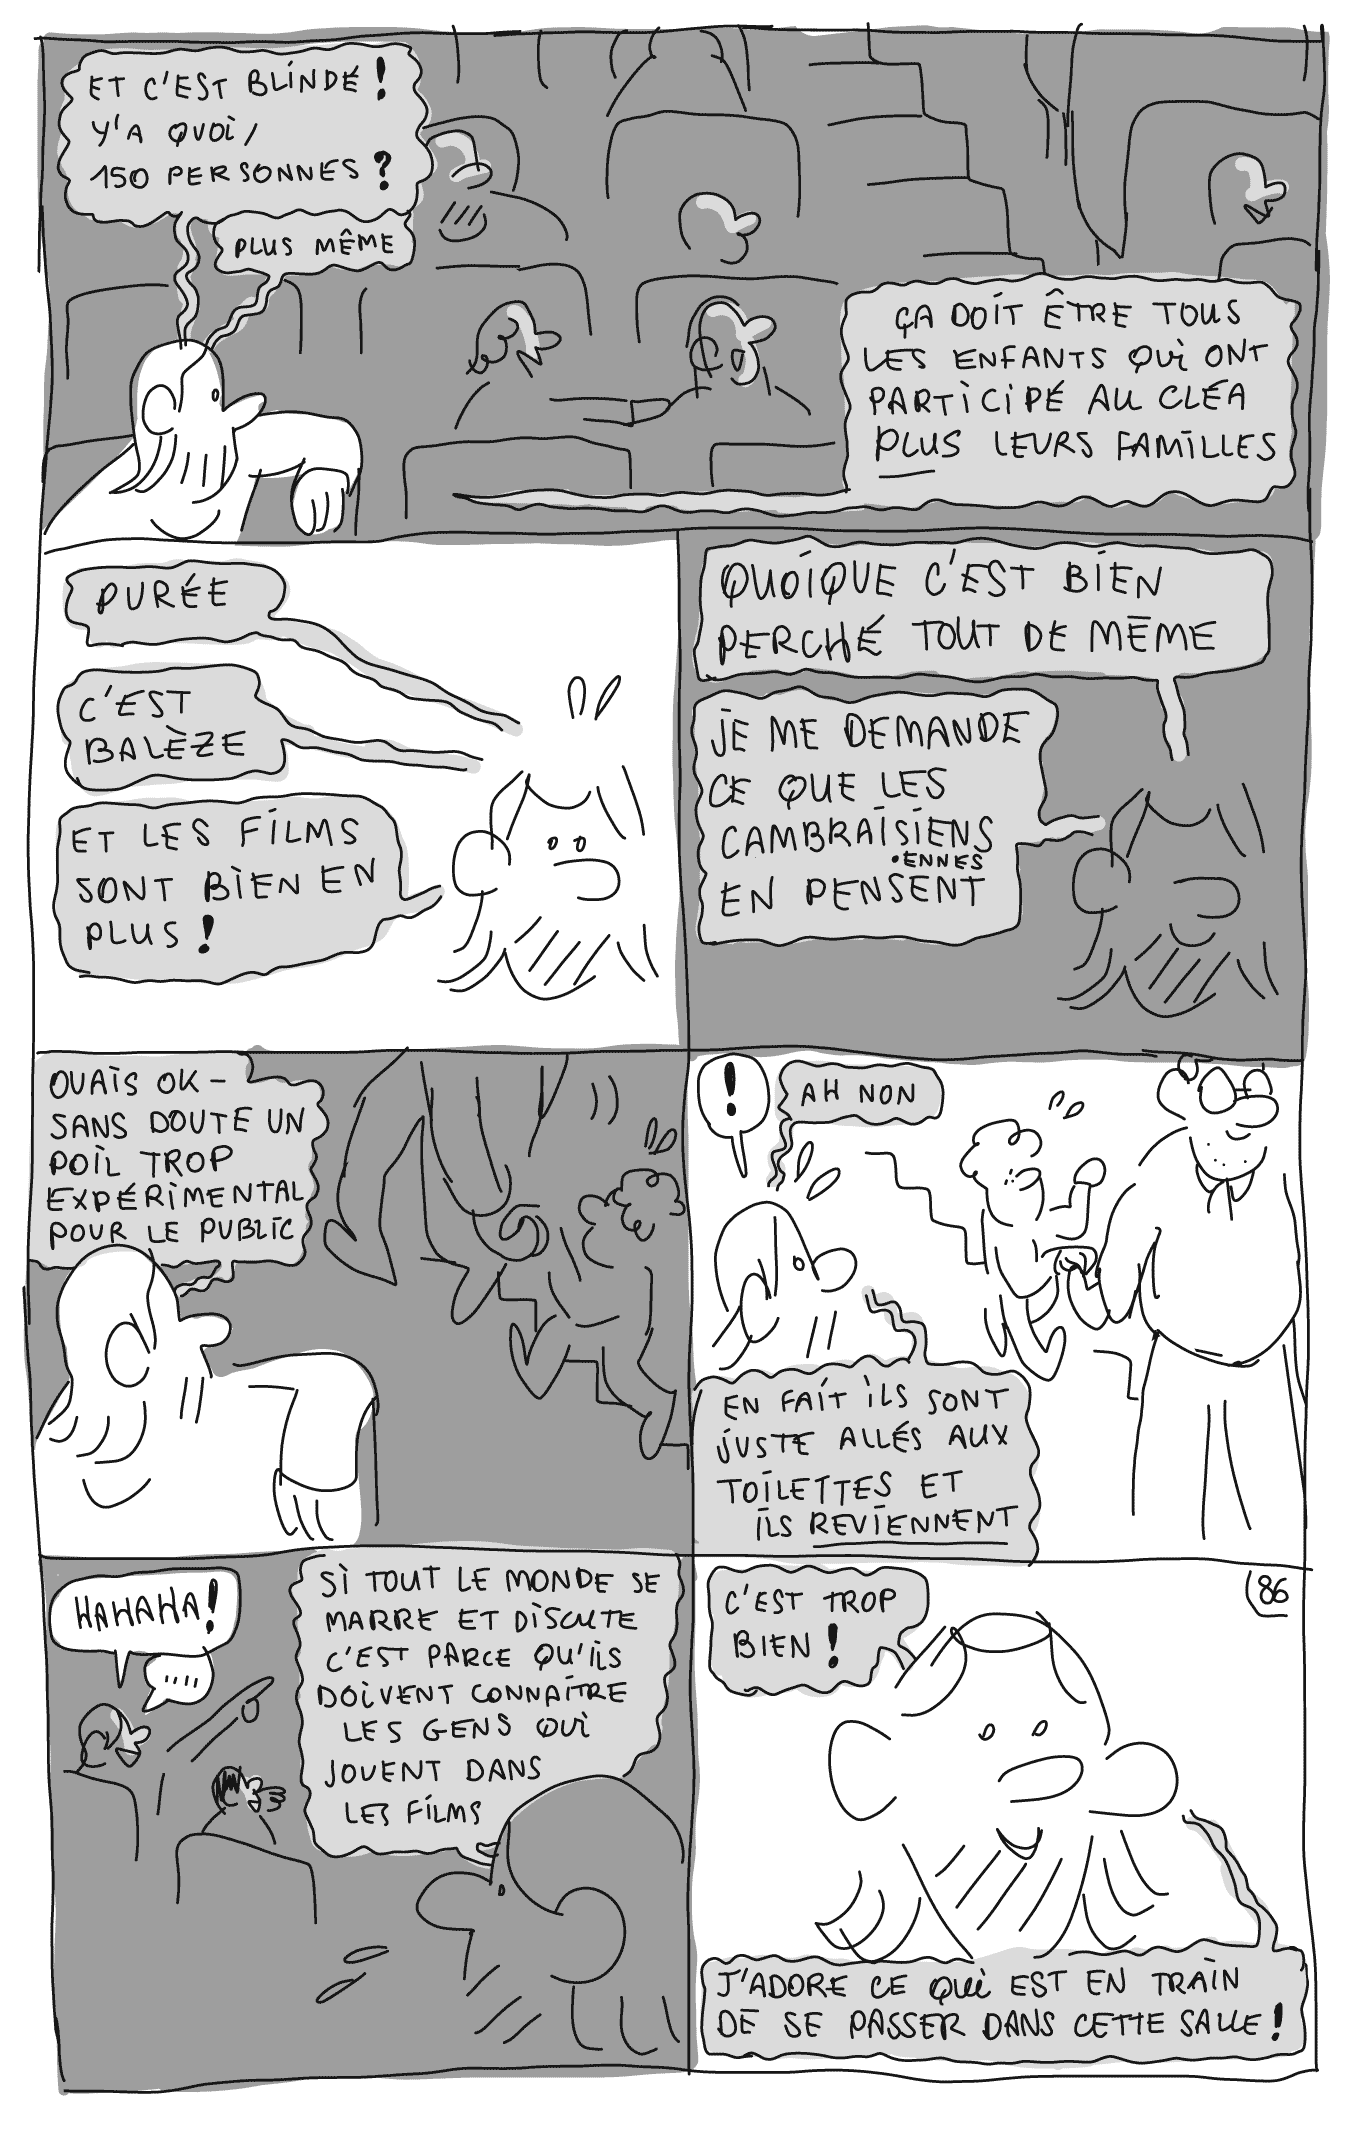 ET C'EST BLINDÉ !
Y'A QUOI,
150 PERSONNES ?
PLUS MÊME
ÇA DOIT ÊTRE TOUS
LES ENFANTS QUI ONT
PARTICIPÉ AU CLÉA
PLUS LEURS FAMILLES
PURÉE
C'EST
BALÈZE
ET LES FILMS
SONT BIEN EN
PLUS !
QUOIQUE C'EST BIEN
PERCHÉ TOUT DE MÊME
JE ME DEMANDE
CE QUE LES
CAMBRAISIENS
•ENNES
EN PENSENT
OUAIS OK -
SANS DOUTE UN
POIL TROP
EXPÉRIMENTAL
POUR LE PUBLIC
!
AH NON
EN FAIT ILS SONT
JUSTE ALLÉS AUX
TOILETTES ET
ILS REVIENNENT
HAHAHA !
.....
SI TOUT LE MONDE SE
MARRE ET DISCUTE
C'EST PARCE QU'ILS
DOIVENT CONNAITRE
LES GENS QUI
JOUENT DANS
LES FILMS
86
C'EST TROP
BIEN !
J'ADORE CE QUI EST EN TRAIN
DE SE PASSER DANS CETTE SALLE !